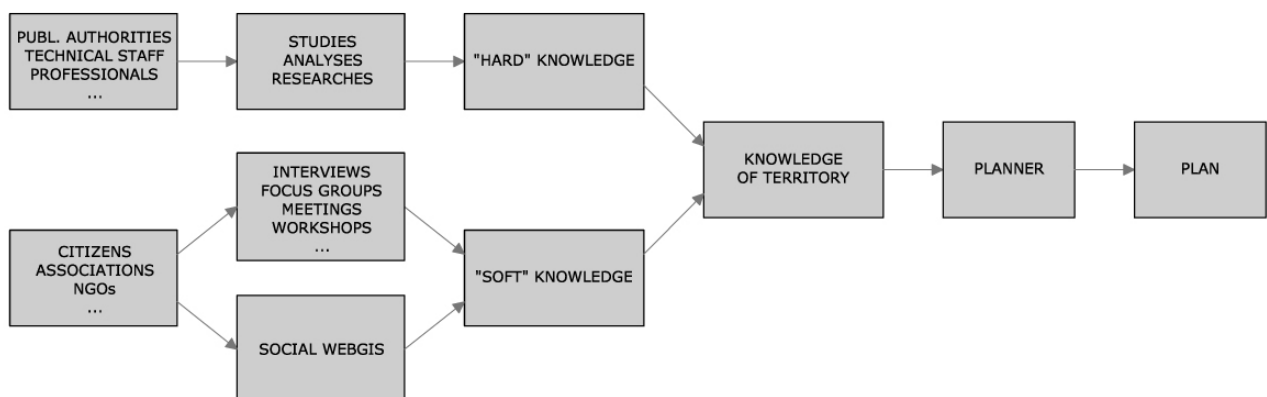 PUBL. AUTHORITIES
TECHNICAL STAFF
PROFESSIONALS
...
STUDIES
ANALYSES
RESEARCHES
"HARD" KNOWLEDGE
INTERVIEWS
FOCUS GROUPS
MEETINGS
WORKSHOPS
...
CITIZENS
ASSOCIATIONS
NGOs
...
SOCIAL WEBGIS
"SOFT" KNOWLEDGE
KNOWLEDGE
OF TERRITORY
PLANNER
PLAN